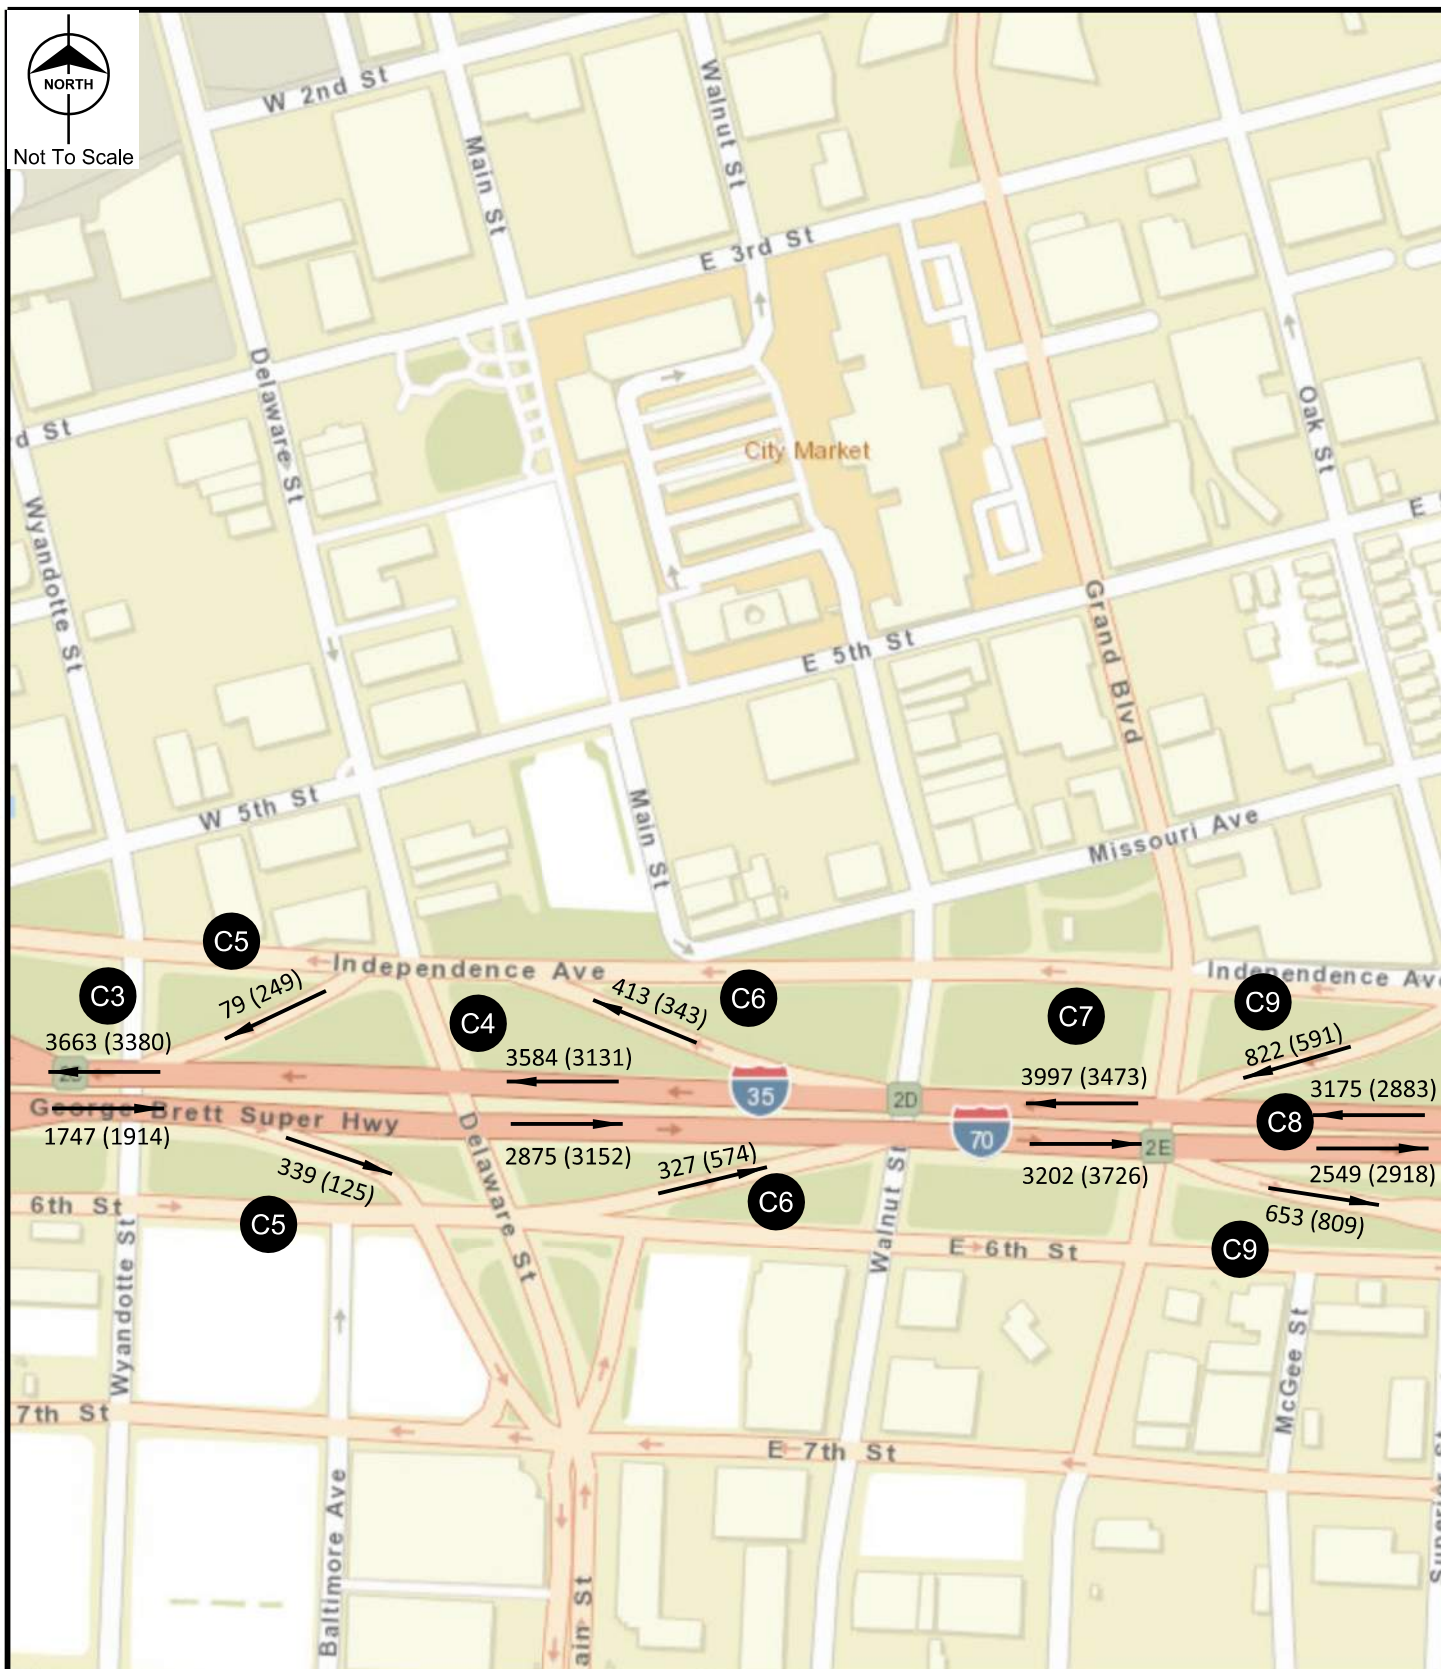 NORTH
Not To Scale
W 2nd St
Main St
Walnut St
E 3rd St
Delaware St
rd St
City Market
Oak St
Wyandotte St
E
Grand Blvd
E 5th St
W 5th St
Main St
Missouri Ave
C5
Independence Ave
Independence Ave
C3
79 (249)
C4
413 (343)
C6
C7
C9
3663 (3380)
3584 (3131)
35
822 (591)
3997 (3473)
3175 (2883)
2D
George Brett Super Hwy
1747 (1914)
70
2E
C8
Delaware St
2875 (3152)
327 (574)
3202 (3726)
2549 (2918)
339 (125)
C6
653 (809)
6th St
C5
Walnut St
E 6th St
C9
Wyandotte St
McGee St
7th St
E 7th St
Baltimore Ave
ain St
Superior St